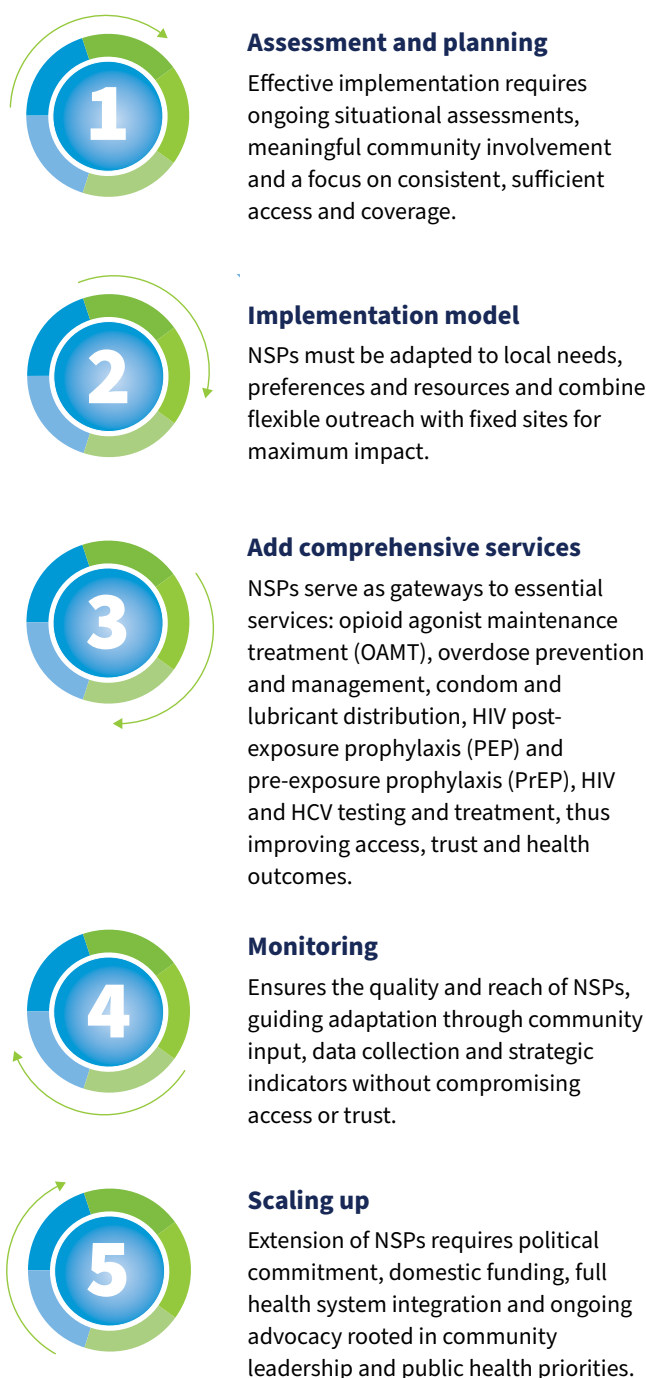 1
Assessment and planning
Effective implementation requires
ongoing situational assessments,
meaningful community involvement
and a focus on consistent, sufficient
access and coverage.
2
Implementation model
NSPs must be adapted to local needs,
preferences and resources and combine
flexible outreach with fixed sites for
maximum impact.
3
Add comprehensive services
NSPs serve as gateways to essential
services: opioid agonist maintenance
treatment (OAMT), overdose prevention
and management, condom and
lubricant distribution, HIV post-
exposure prophylaxis (PEP) and
pre-exposure prophylaxis (PrEP), HIV
and HCV testing and treatment, thus
improving access, trust and health
outcomes.
4
Monitoring
Ensures the quality and reach of NSPs,
guiding adaptation through community
input, data collection and strategic
indicators without compromising
access or trust.
5
Scaling up
Extension of NSPs requires political
commitment, domestic funding, full
health system integration and ongoing
advocacy rooted in community
leadership and public health priorities.